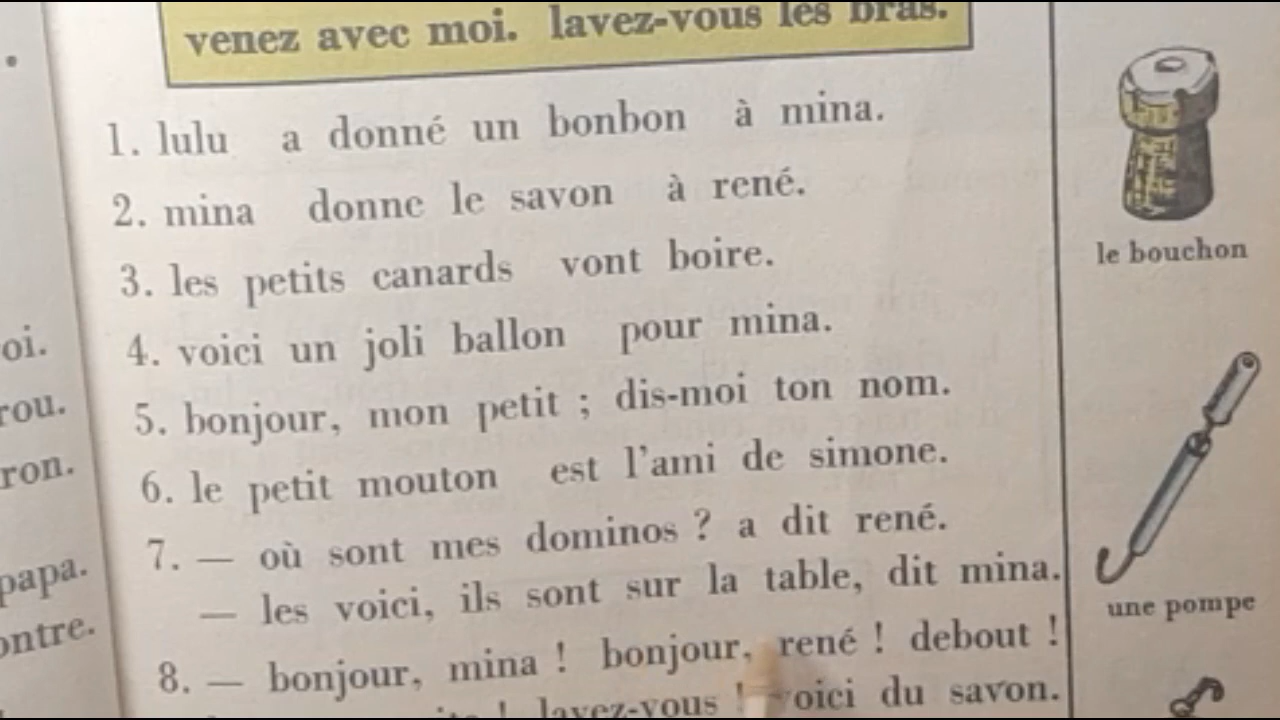 venez avec moi. lavez-vous les bras.
1. lulu a donné un bonbon à mina.
2. mina donne le savon à rené.
3. les petits canards vont boire.
4. voici un joli ballon pour mina.
5. bonjour, mon petit ; dis-moi ton nom.
6. le petit mouton est l'ami de simone.
7. — où sont mes dominos ? a dit rené.
— les voici, ils sont sur la table, dit mina.
8. — bonjour, mina ! bonjour, rené ! debout !
! lavez-vous ! voici du savon.
le bouchon
une pompe
oi.
rou.
ron.
papa.
ontre.